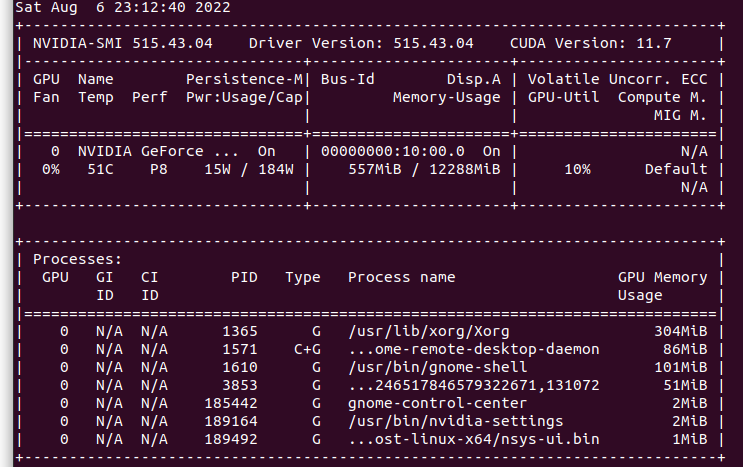 Sat Aug  6 23:12:40 2022
+-----------------------------------------------------------------------------+
| NVIDIA-SMI 515.43.04    Driver Version: 515.43.04    CUDA Version: 11.7     |
|-------------------------------+----------------------+----------------------+
| GPU  Name        Persistence-M| Bus-Id        Disp.A | Volatile Uncorr. ECC |
| Fan  Temp  Perf  Pwr:Usage/Cap|         Memory-Usage | GPU-Util  Compute M. |
|                               |                      |               MIG M. |
|===============================+======================+======================|
|   0  NVIDIA GeForce ...  On   | 00000000:10:00.0  On |                  N/A |
|  0%   51C    P8    15W / 184W |    557MiB / 12288MiB |     10%      Default |
|                               |                      |                  N/A |
+-------------------------------+----------------------+----------------------+
+-----------------------------------------------------------------------------+
| Processes:                                                                  |
|  GPU   GI   CI        PID   Type   Process name                  GPU Memory |
|        ID   ID                                                   Usage      |
|=============================================================================|
|    0   N/A  N/A      1365      G   /usr/lib/xorg/Xorg                304MiB |
|    0   N/A  N/A      1571    C+G   ...ome-remote-desktop-daemon       86MiB |
|    0   N/A  N/A      1610      G   /usr/bin/gnome-shell              101MiB |
|    0   N/A  N/A      3853      G   ...246517846579322671,131072       51MiB |
|    0   N/A  N/A    185442      G   gnome-control-center                2MiB |
|    0   N/A  N/A    189164      G   /usr/bin/nvidia-settings            2MiB |
|    0   N/A  N/A    189492      G   ...ost-linux-x64/nsys-ui.bin        1MiB |
+-----------------------------------------------------------------------------+